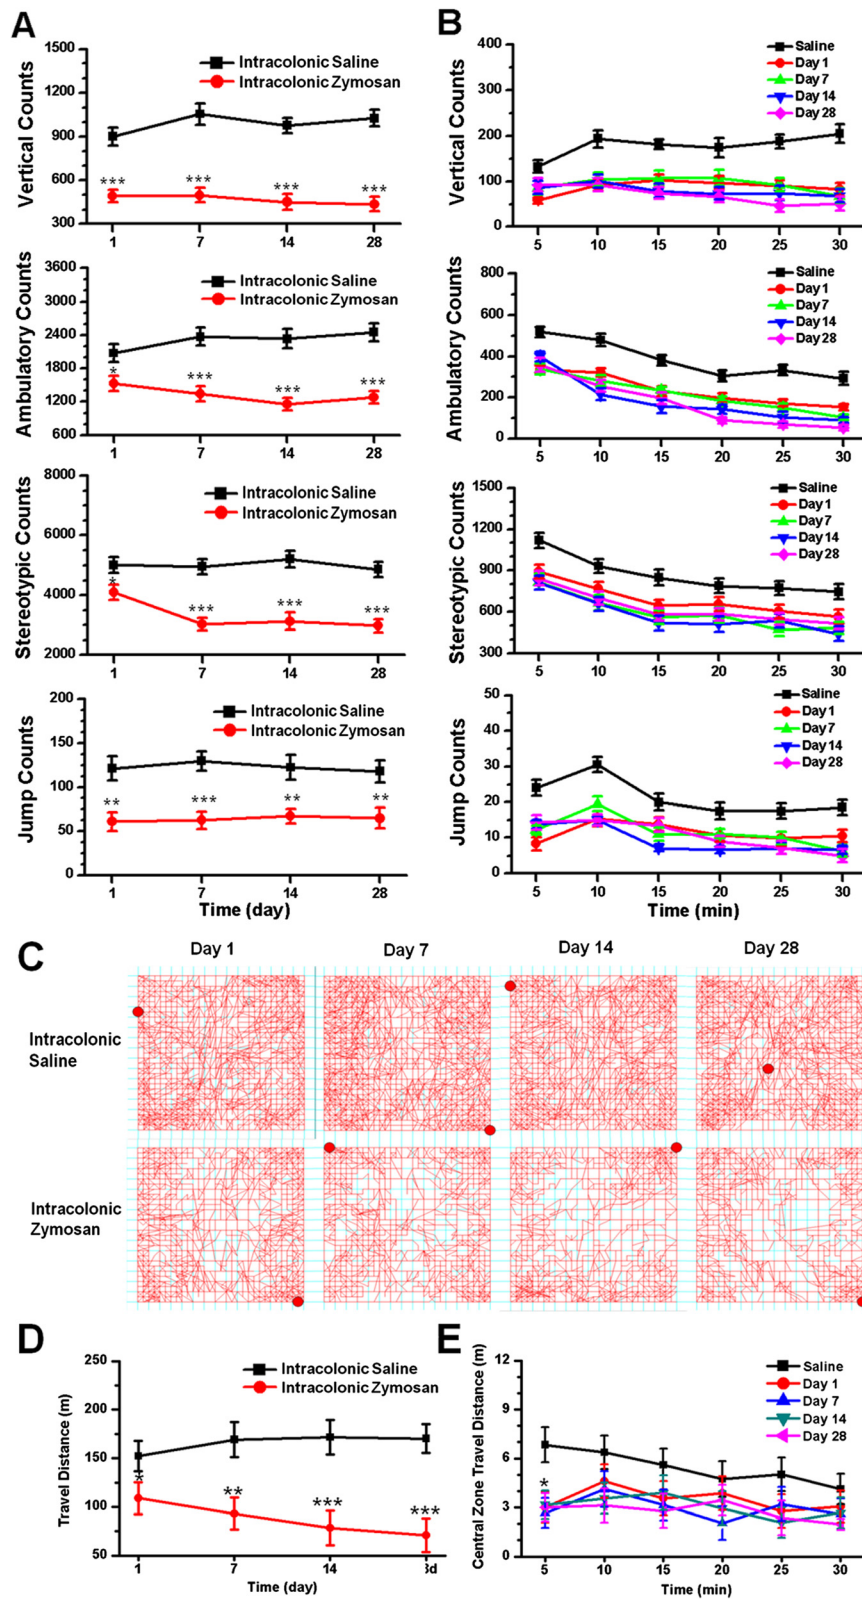 A
B
1500
1200
900
600
300
Vertical Counts
Intracolonic Saline
Intracolonic Zymosan
***
***
***
***
1
7
14
28
400
300
200
100
0
Vertical Counts
Saline
Day 1
Day 7
Day 14
Day 28
5
10
15
20
25
30
3600
3000
2400
1800
1200
600
Ambulatory Counts
Intracolonic Saline
Intracolonic Zymosan
*
***
***
***
1
7
14
28
800
600
400
200
0
Ambulatory Counts
Saline
Day 1
Day 7
Day 14
Day 28
5
10
15
20
25
30
8000
6000
4000
2000
Stereotypic Counts
Intracolonic Saline
Intracolonic Zymosan
*
***
***
***
1
7
14
28
1500
1200
900
600
300
Stereotypic Counts
Saline
Day 1
Day 7
Day 14
Day 28
5
10
15
20
25
30
200
150
100
50
0
Jump Counts
Intracolonic Saline
Intracolonic Zymosan
**
***
**
**
1
7
14
28
Time (day)
50
40
30
20
10
0
Jump Counts
Saline
Day 1
Day 7
Day 14
Day 28
5
10
15
20
25
30
Time (min)
C
Day 1
Day 7
Day 14
Day 28
Intracolonic
Saline
Intracolonic
Zymosan
D
E
250
200
150
100
50
Travel Distance (m)
Intracolonic Saline
Intracolonic Zymosan
*
**
***
***
1
7
14
3d
Time (day)
12
9
6
3
0
Central Zone Travel Distance (m)
Saline
Day 1
Day 7
Day 14
Day 28
*
5
10
15
20
25
30
Time (min)